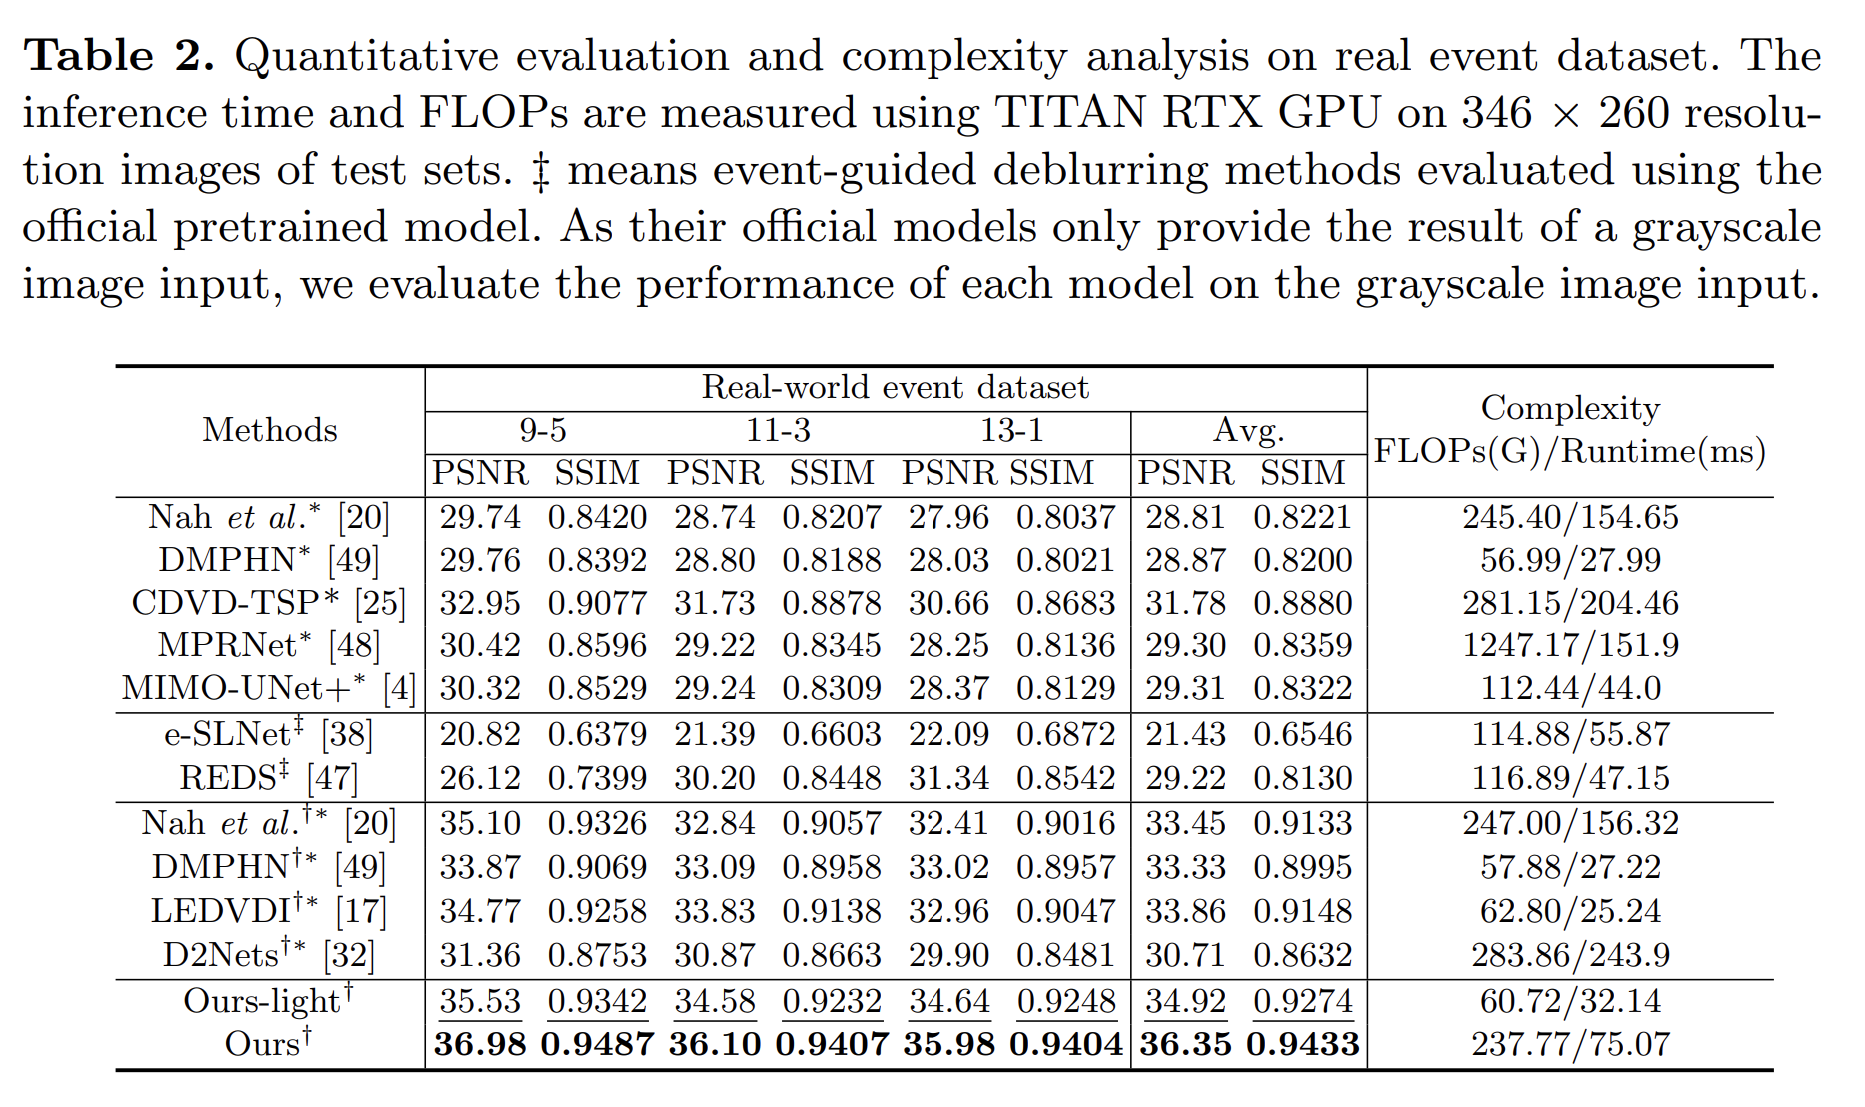 Table 2. Quantitative evaluation and complexity analysis on real event dataset. The
inference time and FLOPs are measured using TITAN RTX GPU on 346 × 260 resolu-
tion images of test sets. ‡ means event-guided deblurring methods evaluated using the
official pretrained model. As their official models only provide the result of a grayscale
image input, we evaluate the performance of each model on the grayscale image input.
Methods Real-world event dataset Complexity FLOPs(G)/Runtime(ms)
9-5 11-3 13-1 Avg.
PSNR SSIM PSNR SSIM PSNR SSIM PSNR SSIM
Nah et al.* [20] 29.74 0.8420 28.74 0.8207 27.96 0.8037 28.81 0.8221 245.40/154.65
DMPHN* [49] 29.76 0.8392 28.80 0.8188 28.03 0.8021 28.87 0.8200 56.99/27.99
CDVD-TSP* [25] 32.95 0.9077 31.73 0.8878 30.66 0.8683 31.78 0.8880 281.15/204.46
MPRNet* [48] 30.42 0.8596 29.22 0.8345 28.25 0.8136 29.30 0.8359 1247.17/151.9
MIMO-UNet+* [4] 30.32 0.8529 29.24 0.8309 28.37 0.8129 29.31 0.8322 112.44/44.0
e-SLNet‡ [38] 20.82 0.6379 21.39 0.6603 22.09 0.6872 21.43 0.6546 114.88/55.87
REDS‡ [47] 26.12 0.7399 30.20 0.8448 31.34 0.8542 29.22 0.8130 116.89/47.15
Nah et al.†* [20] 35.10 0.9326 32.84 0.9057 32.41 0.9016 33.45 0.9133 247.00/156.32
DMPHN†* [49] 33.87 0.9069 33.09 0.8958 33.02 0.8957 33.33 0.8995 57.88/27.22
LEDVDI†* [17] 34.77 0.9258 33.83 0.9138 32.96 0.9047 33.86 0.9148 62.80/25.24
D2Nets†* [32] 31.36 0.8753 30.87 0.8663 29.90 0.8481 30.71 0.8632 283.86/243.9
Ours-light† 35.53 0.9342 34.58 0.9232 34.64 0.9248 34.92 0.9274 60.72/32.14
Ours† 36.98 0.9487 36.10 0.9407 35.98 0.9404 36.35 0.9433 237.77/75.07